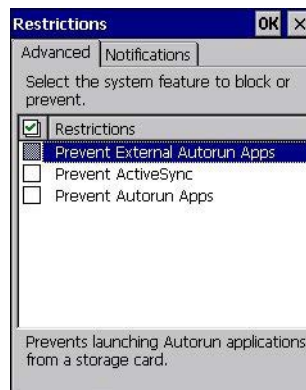 Restrictions OK ×
Advanced Notifications
Select the system feature to block or
prevent.
Restrictions
Prevent External Autorun Apps
Prevent ActiveSync
Prevent Autorun Apps
Prevents launching Autorun applications
from a storage card.